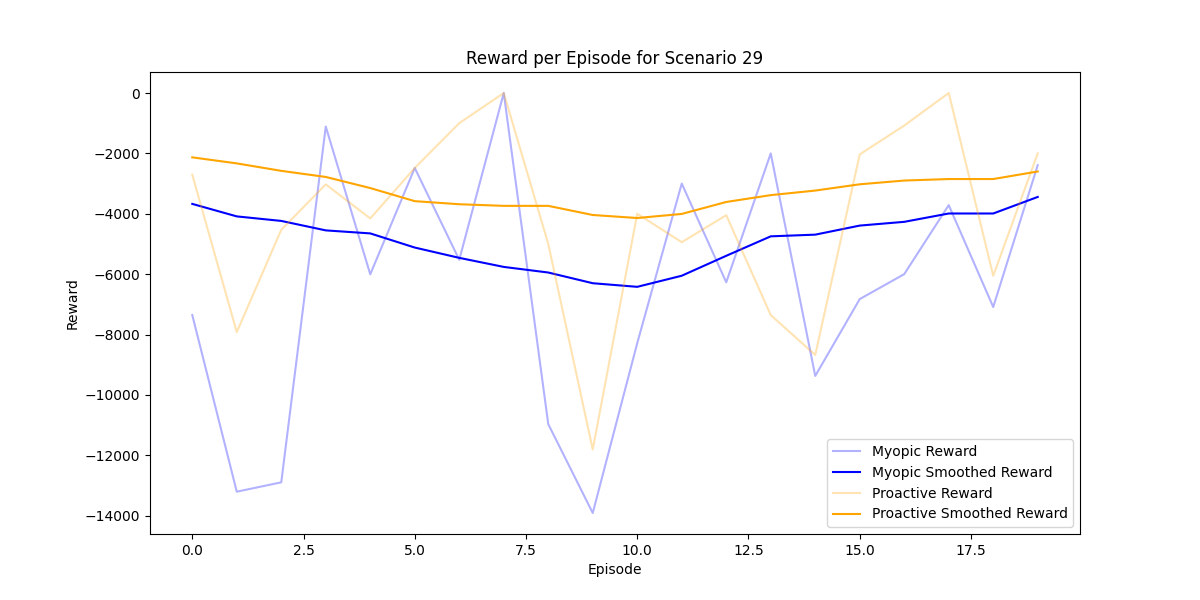 Reward per Episode for Scenario 29
Reward
0
−2000
−4000
−6000
−8000
−10000
−12000
−14000
0.0
2.5
5.0
7.5
10.0
12.5
15.0
17.5
Episode
Myopic Reward
Myopic Smoothed Reward
Proactive Reward
Proactive Smoothed Reward